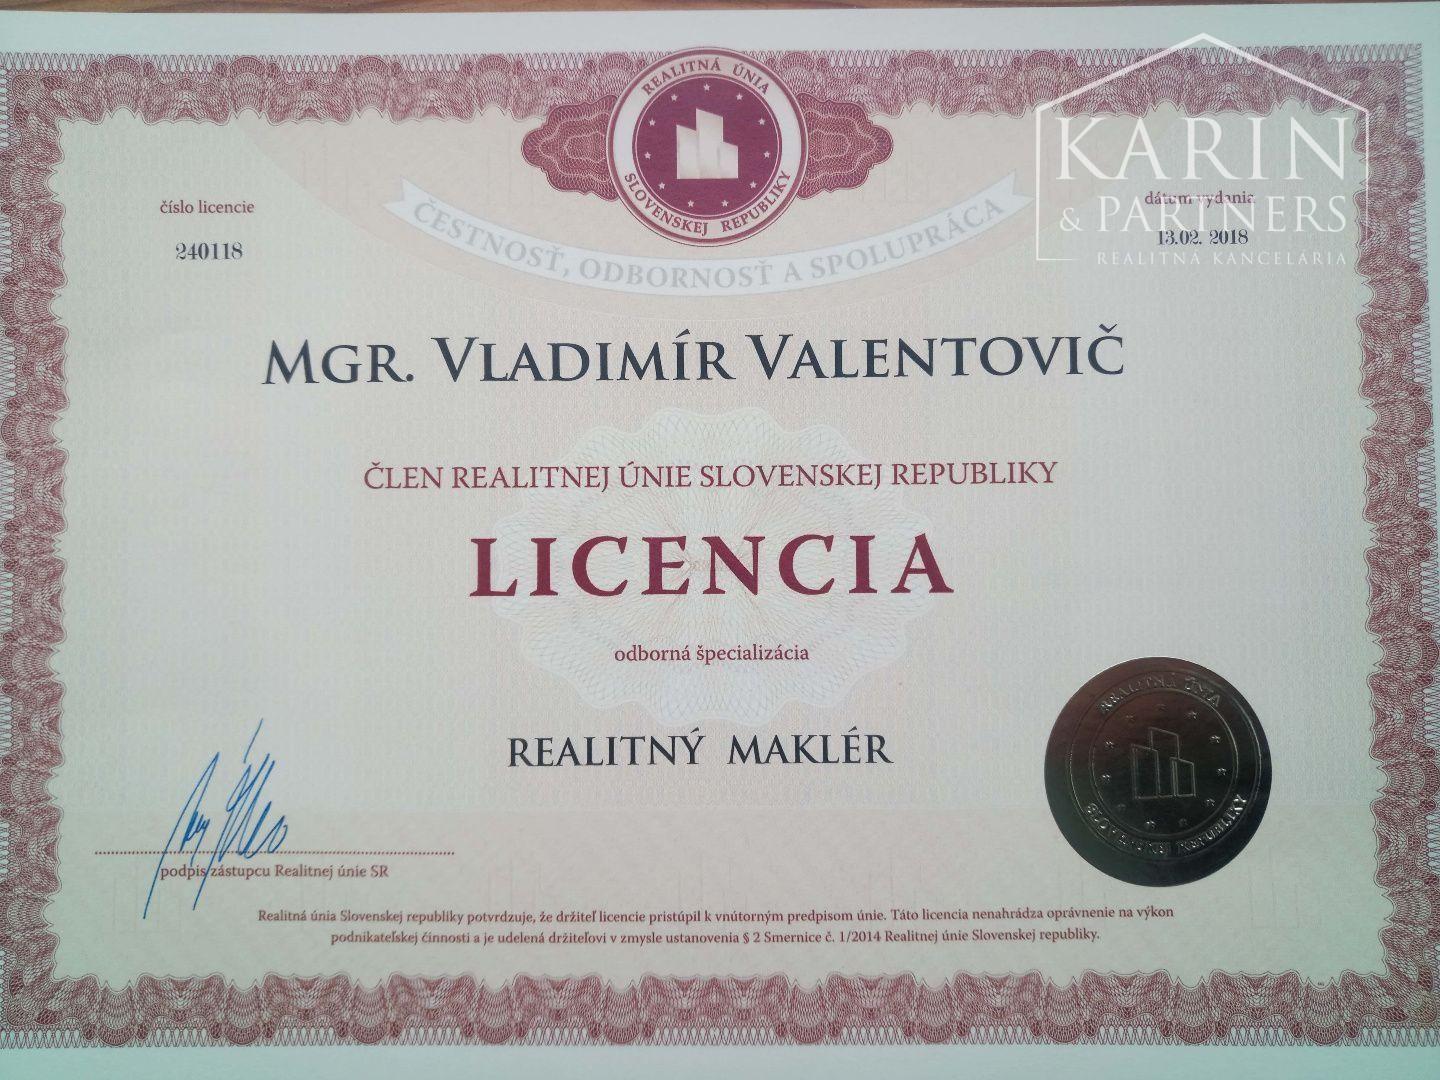 REALITNÁ ÚNIA
SLOVENSKEJ REPUBLIKY
KARIN
& PARTNERS
REALITNÁ KANCELÁRIA
číslo licencie
240118
dátum vydania
13.02. 2018
ČESTNOSŤ, ODBORNOSŤ A SPOLUPRÁCA
MGR. VLADIMÍR VALENTOVIČ
ČLEN REALITNEJ ÚNIE SLOVENSKEJ REPUBLIKY
LICENCIA
odborná špecializácia
REALITNÝ MAKLÉR
REALITNÁ ÚNIA
SLOVENSKEJ REPUBLIKY
podpis zástupcu Realitnej únie SR
Realitná únia Slovenskej republiky potvrdzuje, že držiteľ licencie pristúpil k vnútorným predpisom únie. Táto licencia nenahrádza oprávnenie na výkon
podnikateľskej činnosti a je udelená držiteľovi v zmysle ustanovenia § 2 Smernice č. 1/2014 Realitnej únie Slovenskej republiky.